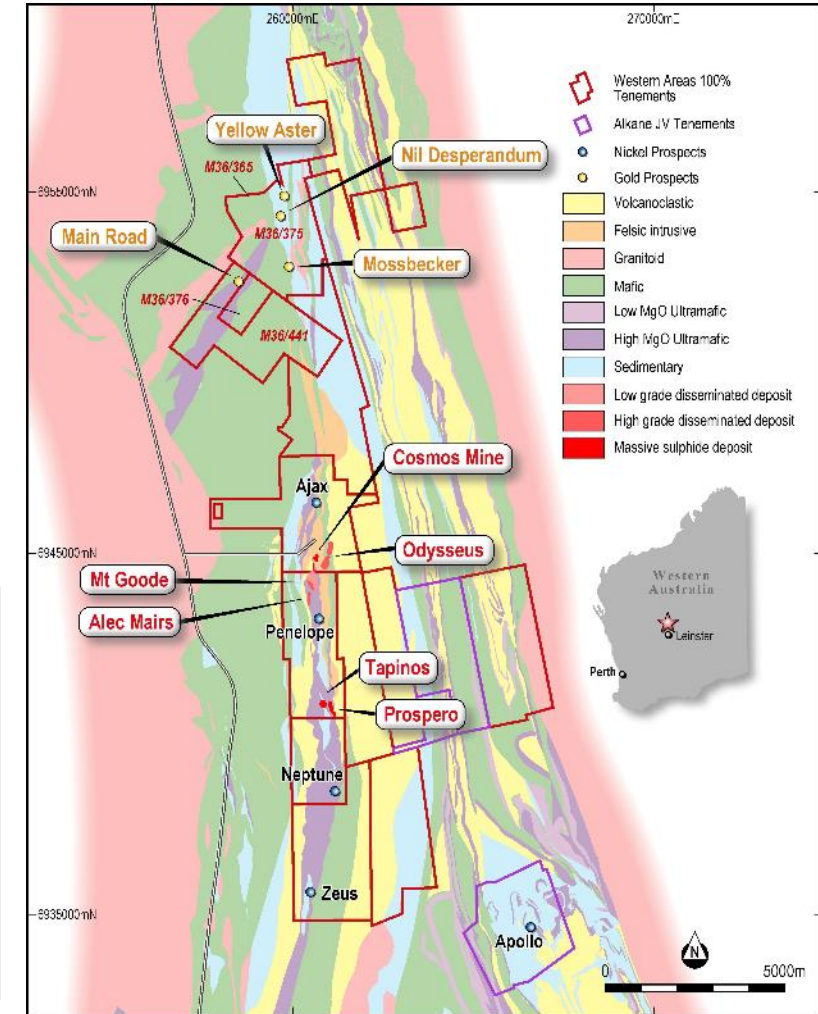 260000mE
270000mE
Yellow Aster
Nil Desperandum
M36/365
6955000mN
M36/375
Main Road
Mossbecker
M36/376
M36/441
Cosmos Mine
Ajax
6945000mN
Odysseus
Mt Goode
Alec Mairs
Penelope
Tapinos
Prospero
Neptune
Zeus
6935000mN
Apollo
Western Areas 100%
Tenements
Alkane JV Tenements
Nickel Prospects
Gold Prospects
Volcanoclastic
Felsic intrusive
Granitoid
Mafic
Low MgO Ultramafic
High MgO Ultramafic
Sedimentary
Low grade disseminated deposit
High grade disseminated deposit
Massive sulphide deposit
Western
Australia
Leinster
Perth
N
0
5000m